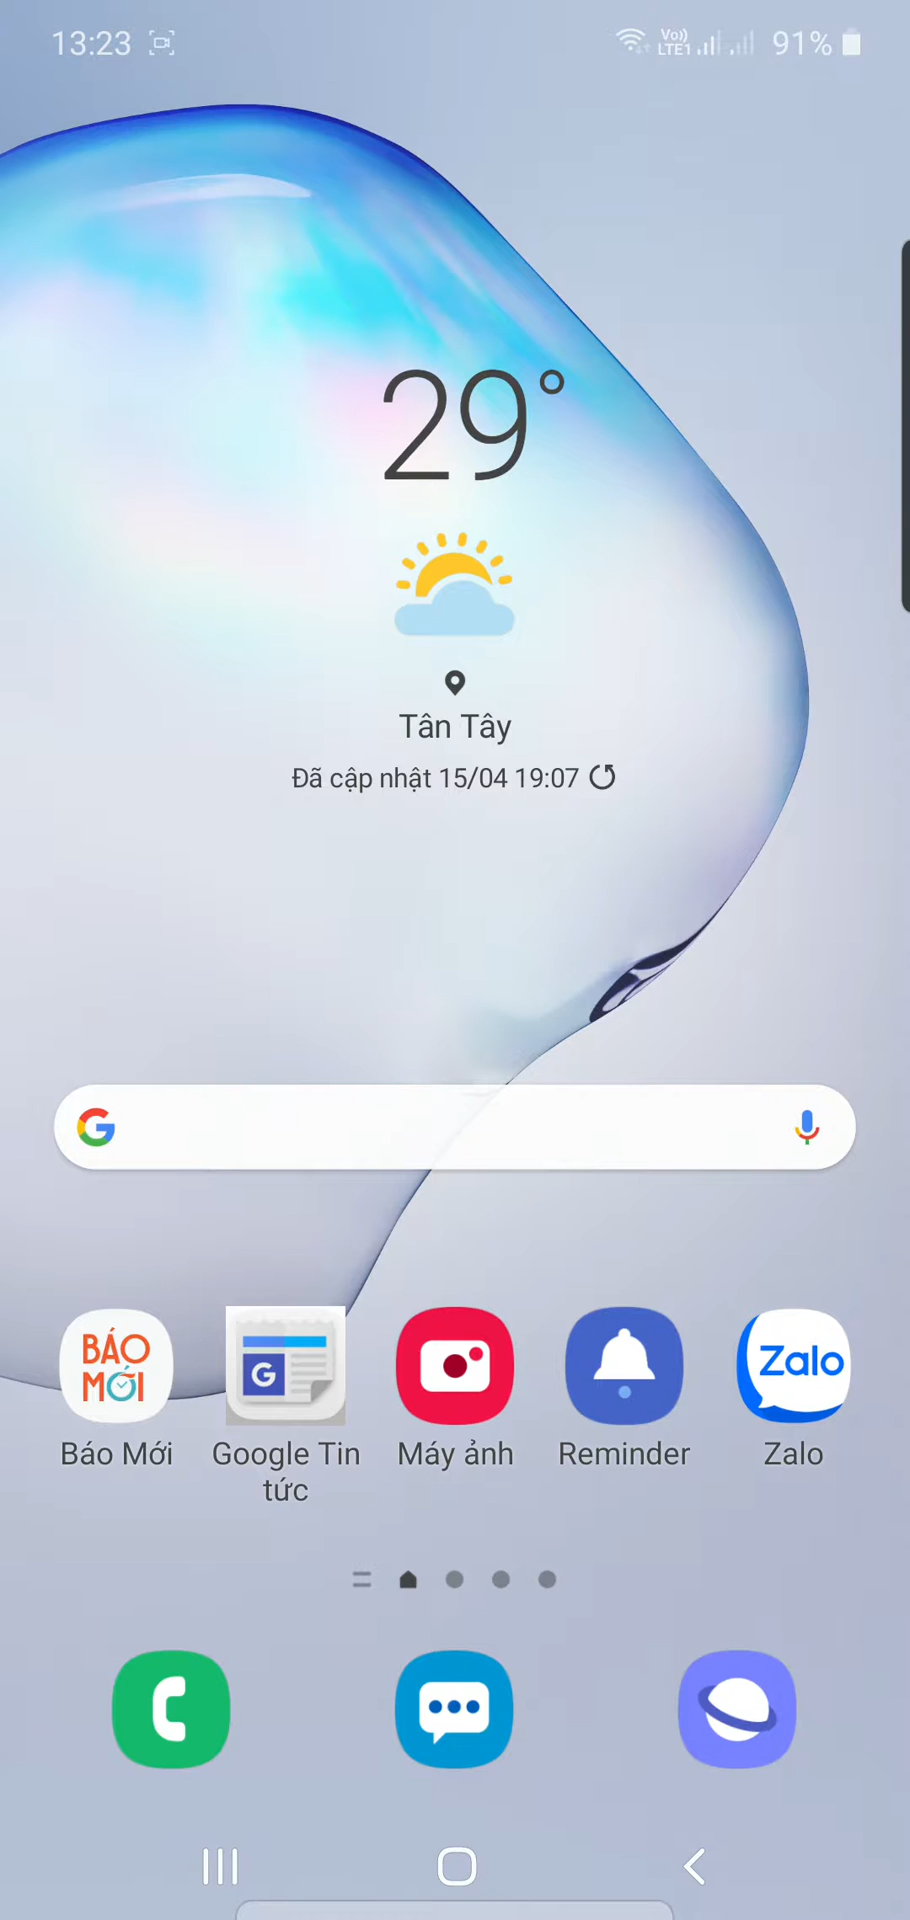 13:23
Vo))
LTE1
91%
29°
Tân Tây
Đã cập nhật 15/04 19:07
G
BÁO
MỚI
G
Zalo
Báo Mới
Google Tin
tức
Máy ảnh
Reminder
Zalo